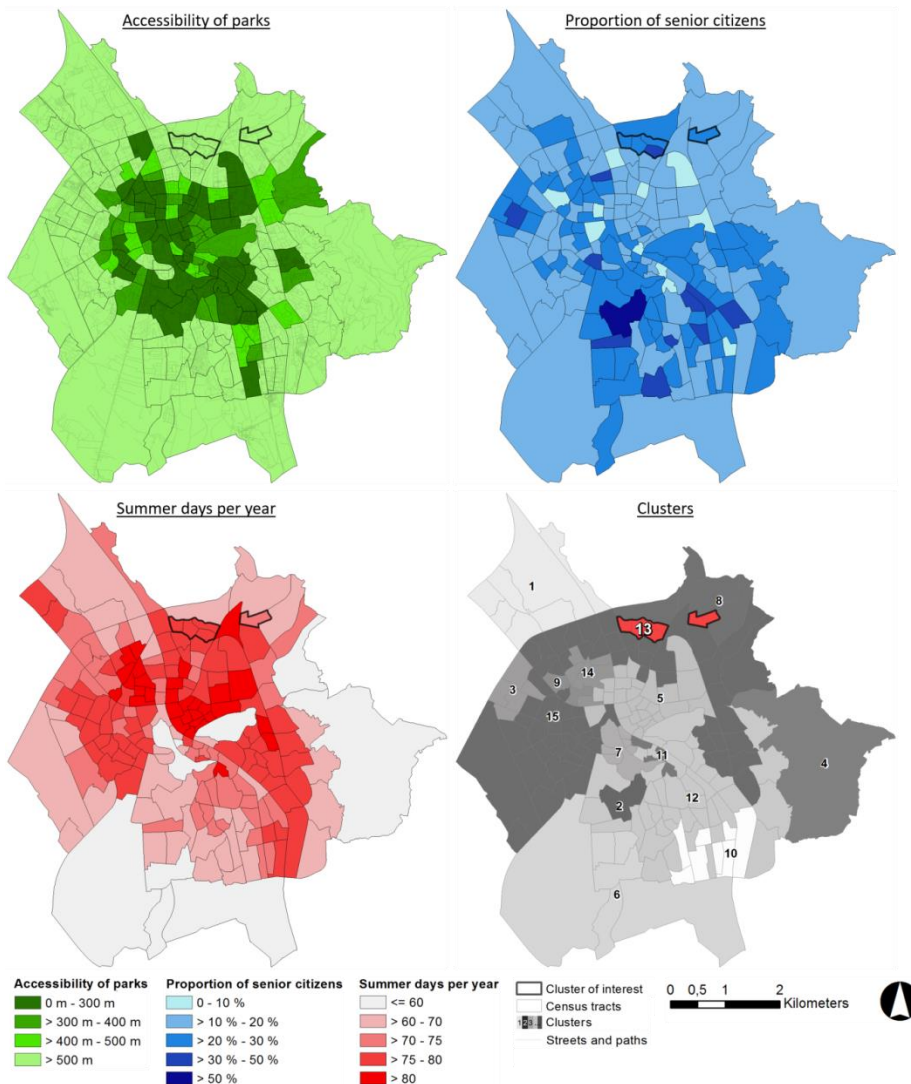 Accessibility of parks
Proportion of senior citizens
Summer days per year
Clusters
1
8
13
3
9
14
5
15
7
11
4
2
12
10
6
Accessibility of parks
0 m - 300 m
> 300 m - 400 m
> 400 m - 500 m
> 500 m
Proportion of senior citizens
0 - 10 %
> 10 % - 20 %
> 20 % - 30 %
> 30 % - 50 %
> 50 %
Summer days per year
<= 60
> 60 - 70
> 70 - 75
> 75 - 80
> 80
Cluster of interest
Census tracts
1 2 3 ... Clusters
Streets and paths
0 0,5 1 2
Kilometers